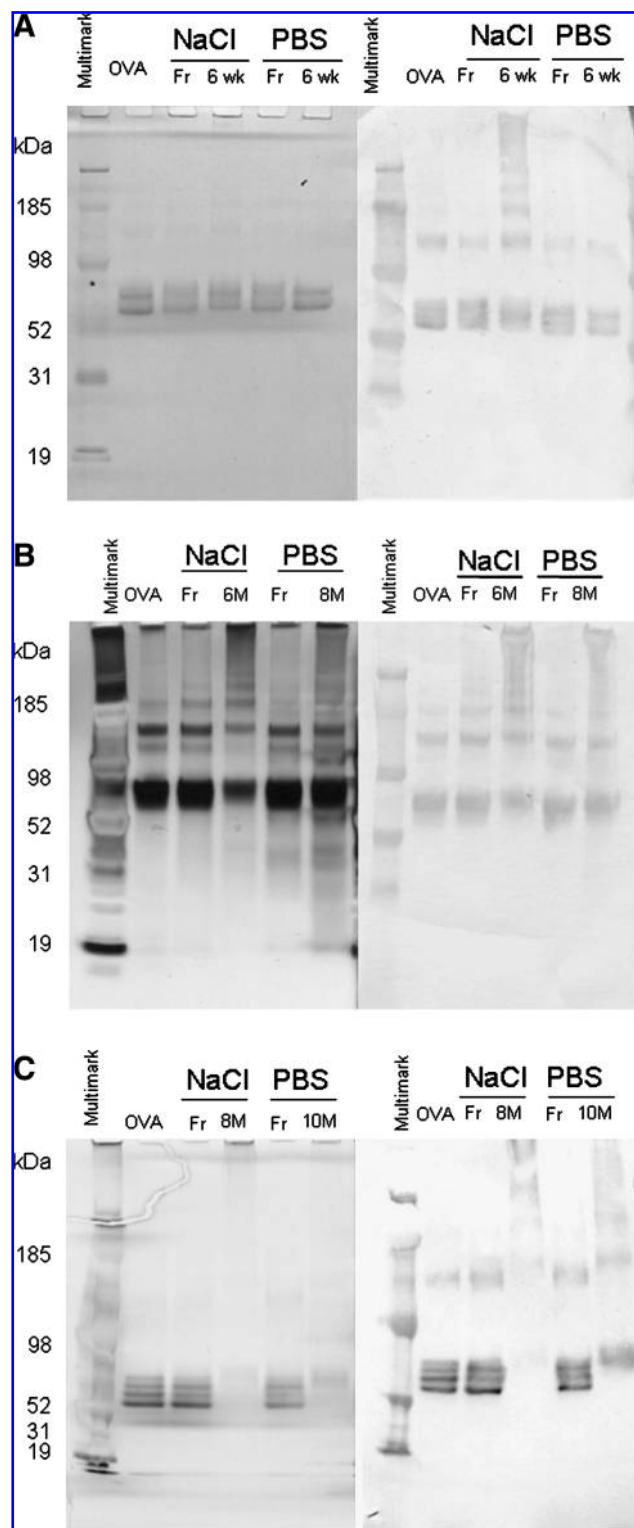 A
Multimark OVA NaCl PBS
Fr 6 wk Fr 6 wk
Multimark OVA NaCl PBS
Fr 6 wk Fr 6 wk
kDa
185
98
52
31
19
B
Multimark OVA NaCl PBS
Fr 6M Fr 8M
Multimark OVA NaCl PBS
Fr 6M Fr 8M
kDa
185
98
52
31
19
C
Multimark OVA NaCl PBS
Fr 8M Fr 10M
Multimark OVA NaCl PBS
Fr 8M Fr 10M
kDa
185
98
52
31
19